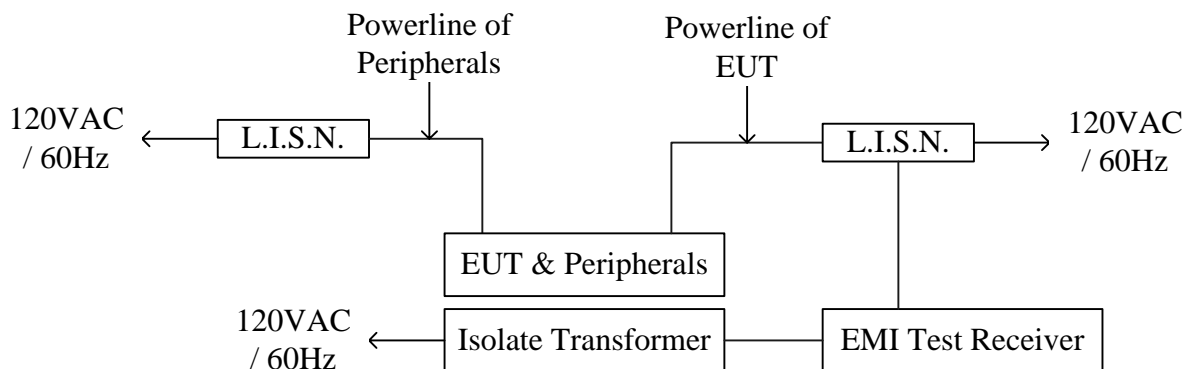 Powerline of
Peripherals
Powerline of
EUT
120VAC
/ 60Hz
L.I.S.N.
L.I.S.N.
120VAC
/ 60Hz
EUT & Peripherals
120VAC
/ 60Hz
Isolate Transformer
EMI Test Receiver